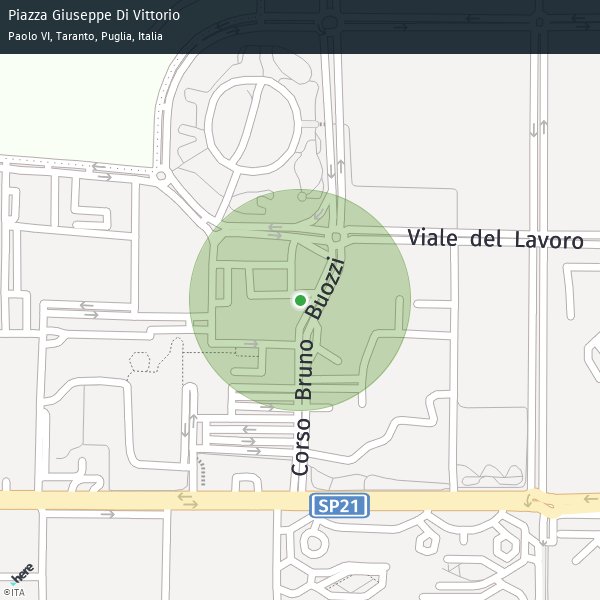 Piazza Giuseppe Di Vittorio
Paolo VI, Taranto, Puglia, Italia
Viale del Lavoro
Corso Bruno Buozzi
SP21
here
©ITA